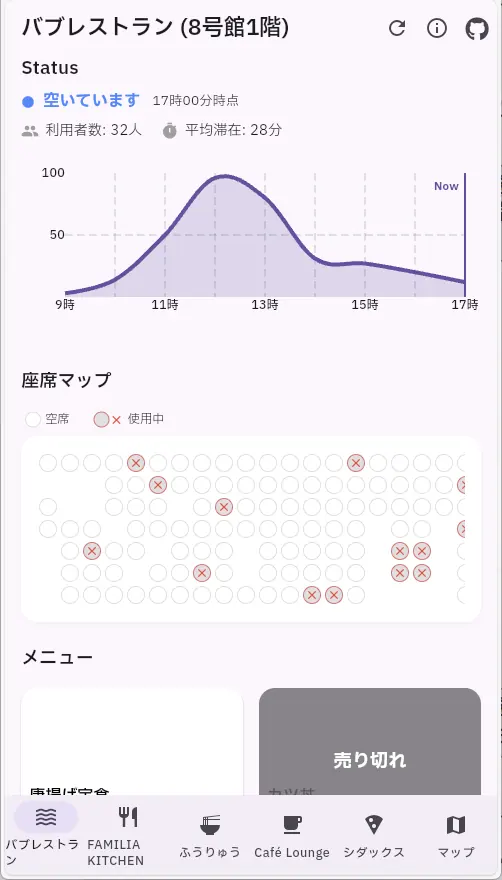 バブレストラン (8号館1階)
Status
空いています 17時00分時点
利用者数: 32人 平均滞在: 28分
100
Now
50
9時 11時 13時 15時 17時
座席マップ
空席 使用中
メニュー
売り切れ
唐揚げ定食 カツ丼
バブレストラン
FAMILIA KITCHEN
ふうりゅう
Café Lounge
シダックス
マップ